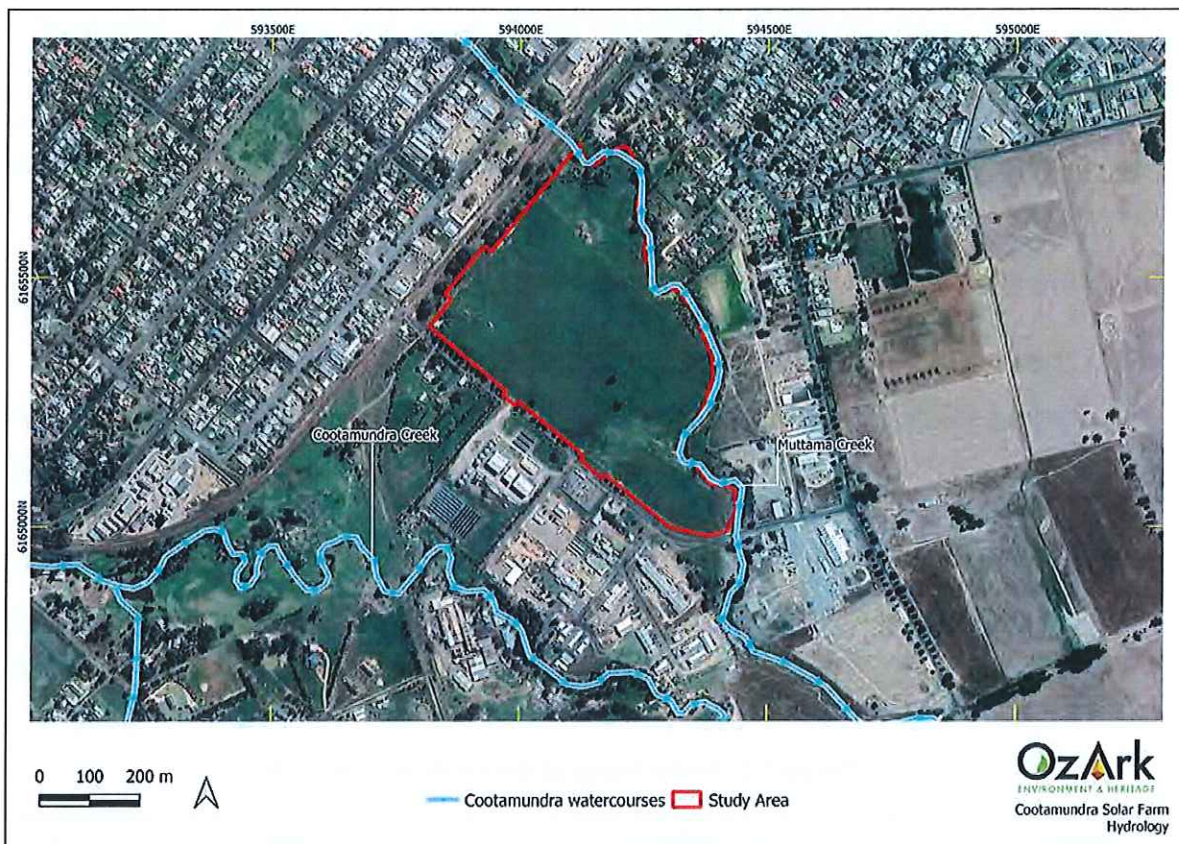 593500E 594000E 594500E 595000E
6165500N
6165000N
Cootamundra Creek
Muttama Creek
0 100 200 m
Cootamundra watercourses
Study Area
OzArk
ENVIRONMENT & HERITAGE
Cootamundra Solar Farm
Hydrology